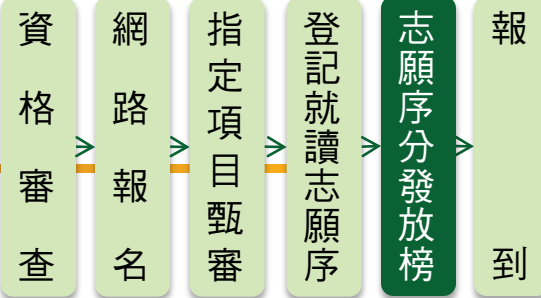 資格審查
網路報名
指定項目甄審
登記就讀志願序
志願序分發放榜
報到